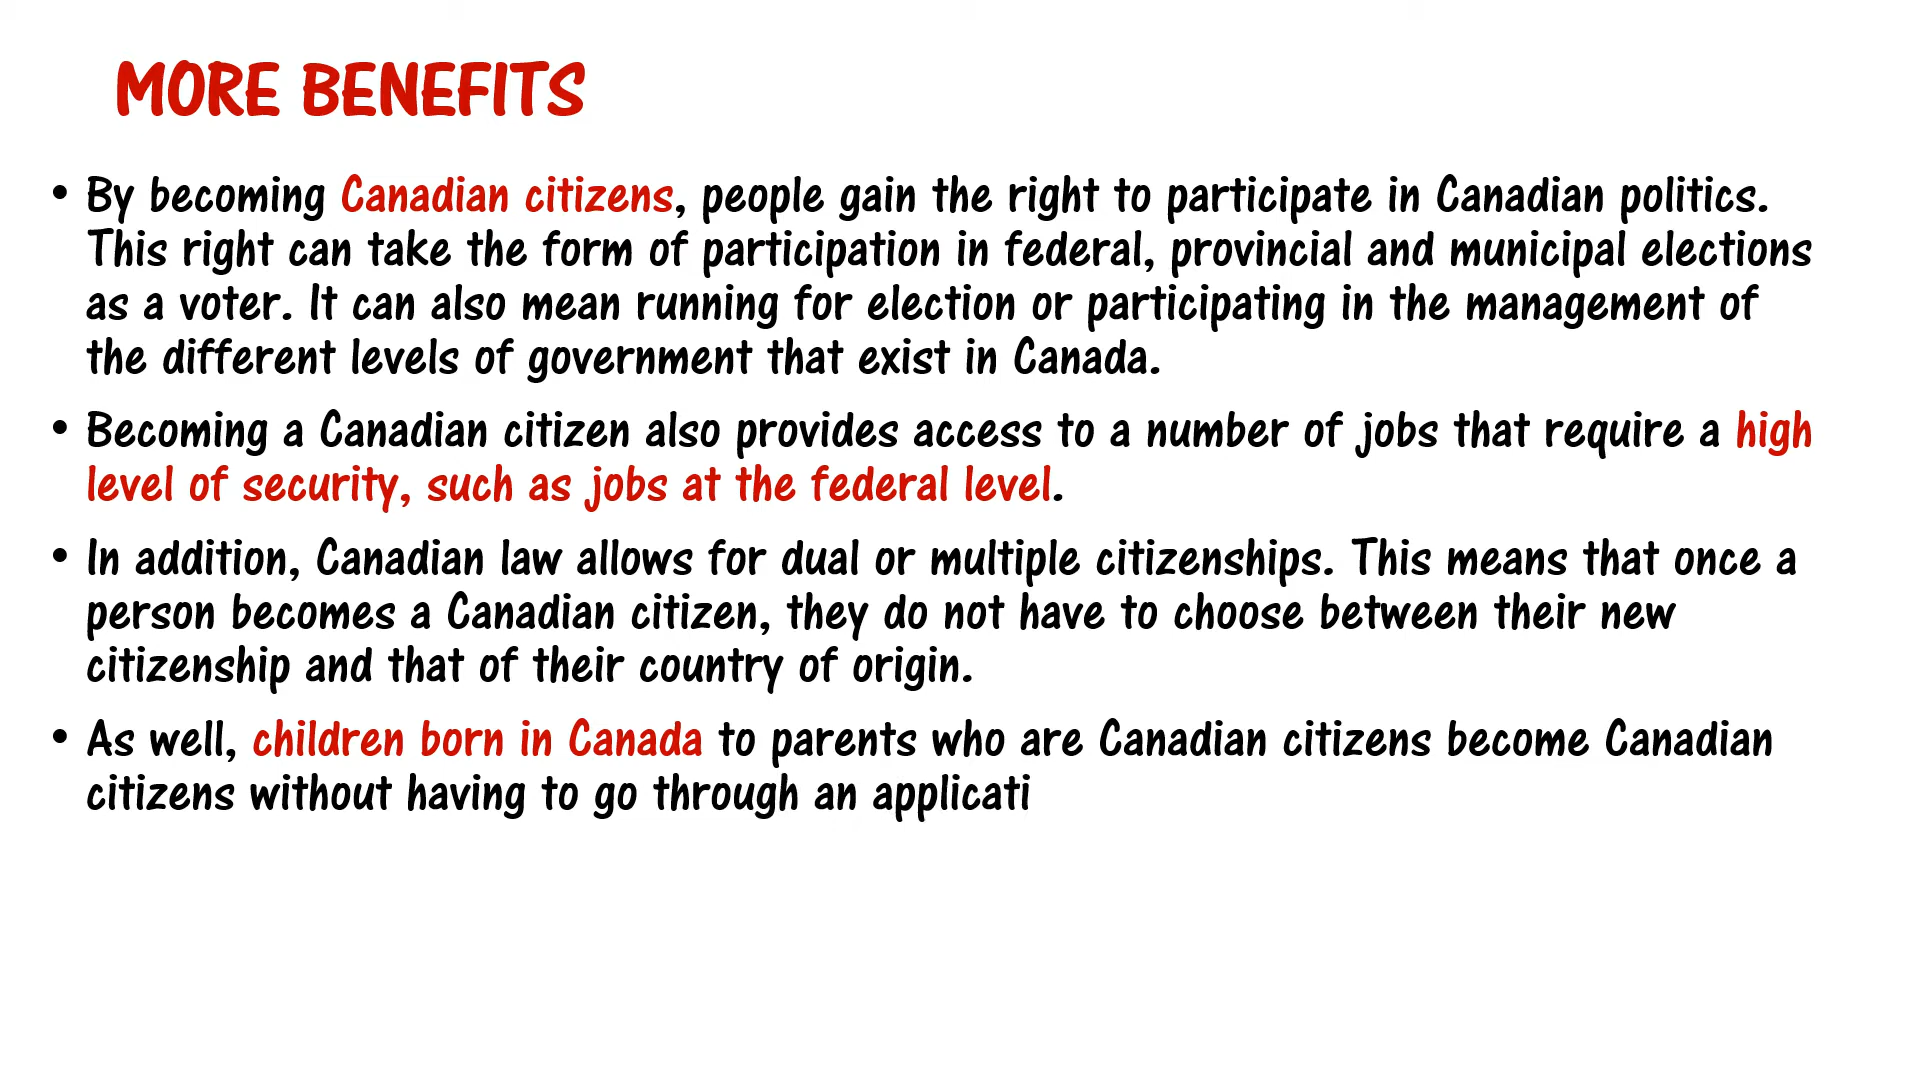 MORE BENEFITS
• By becoming Canadian citizens, people gain the right to participate in Canadian politics.
This right can take the form of participation in federal, provincial and municipal elections
as a voter. It can also mean running for election or participating in the management of
the different levels of government that exist in Canada.
• Becoming a Canadian citizen also provides access to a number of jobs that require a high
level of security, such as jobs at the federal level.
• In addition, Canadian law allows for dual or multiple citizenships. This means that once a
person becomes a Canadian citizen, they do not have to choose between their new
citizenship and that of their country of origin.
• As well, children born in Canada to parents who are Canadian citizens become Canadian
citizens without having to go through an applicati